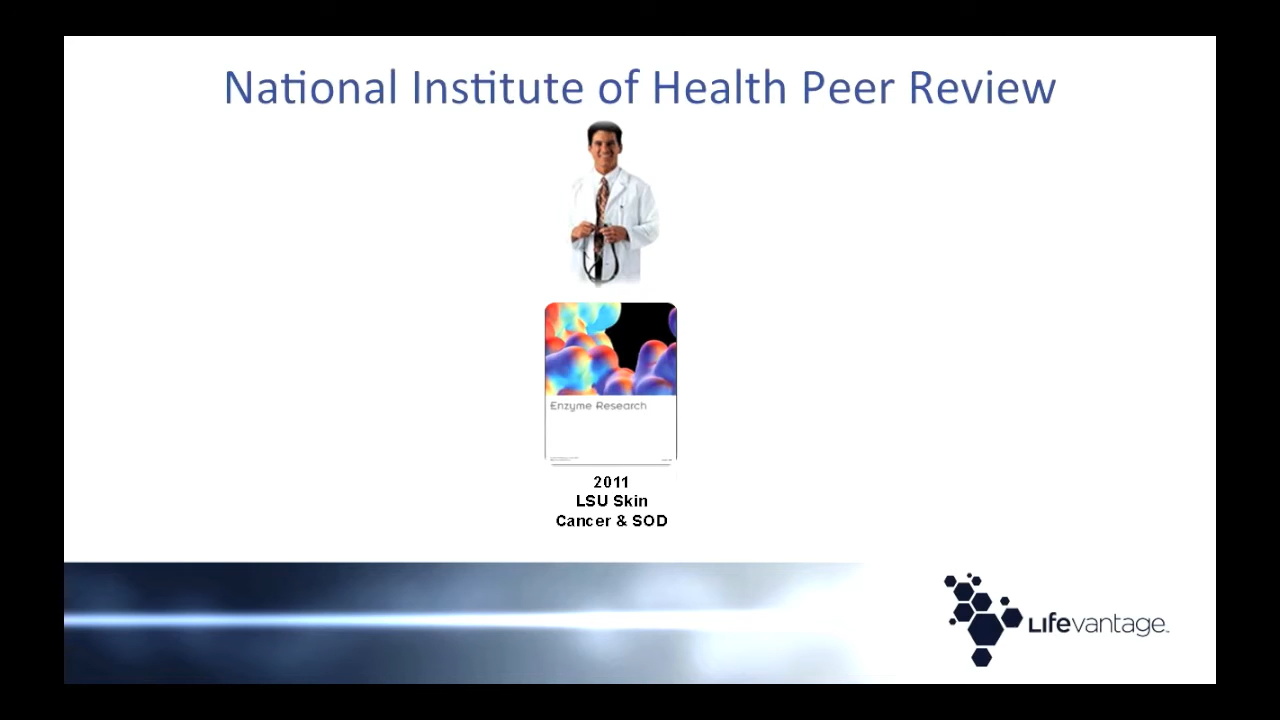 National Institute of Health Peer Review
Enzyme Research
2011
LSU Skin
Cancer & SOD
Lifevantage